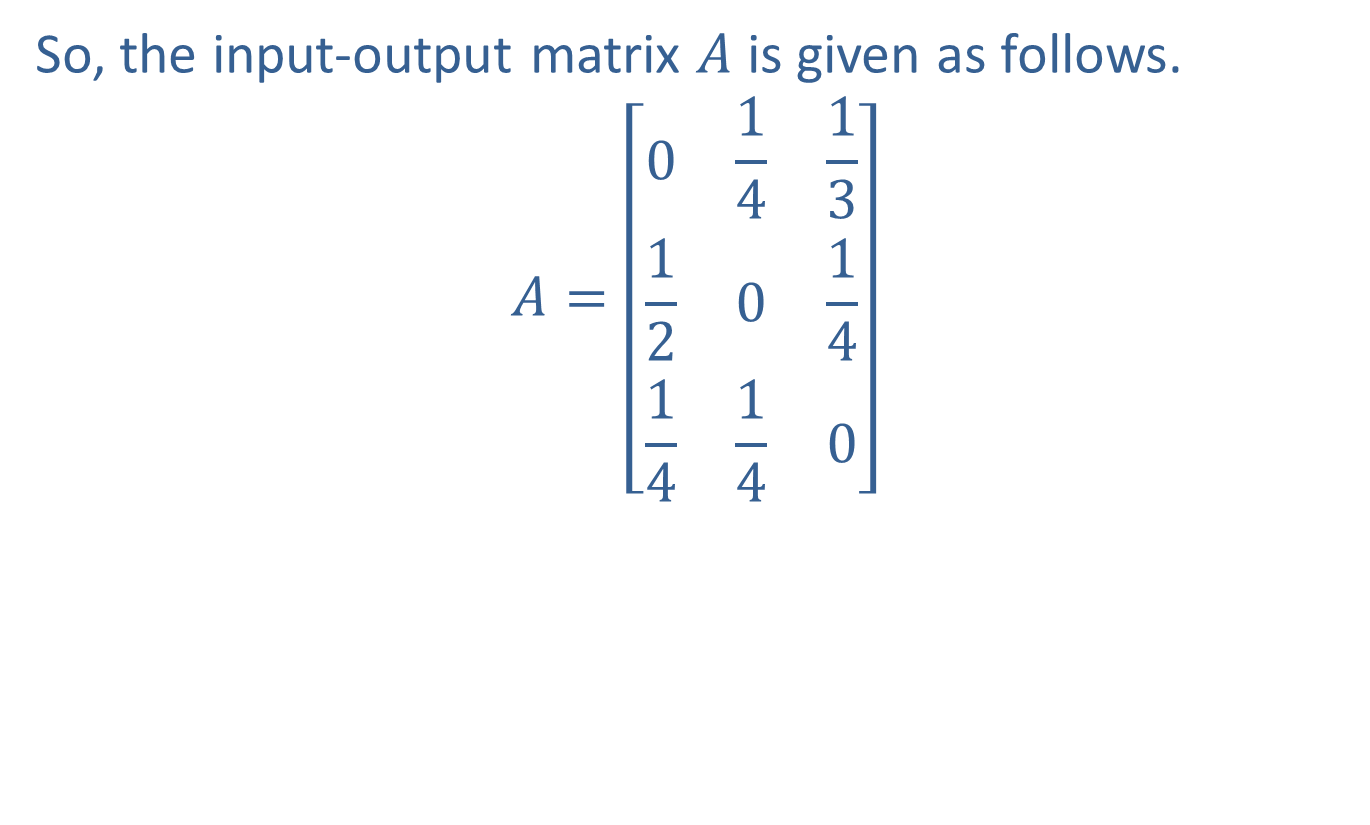 So, the input-output matrix A is given as follows.
A = [ 0 1/4 1/3
1/2 0 1/4
1/4 1/4 0 ]